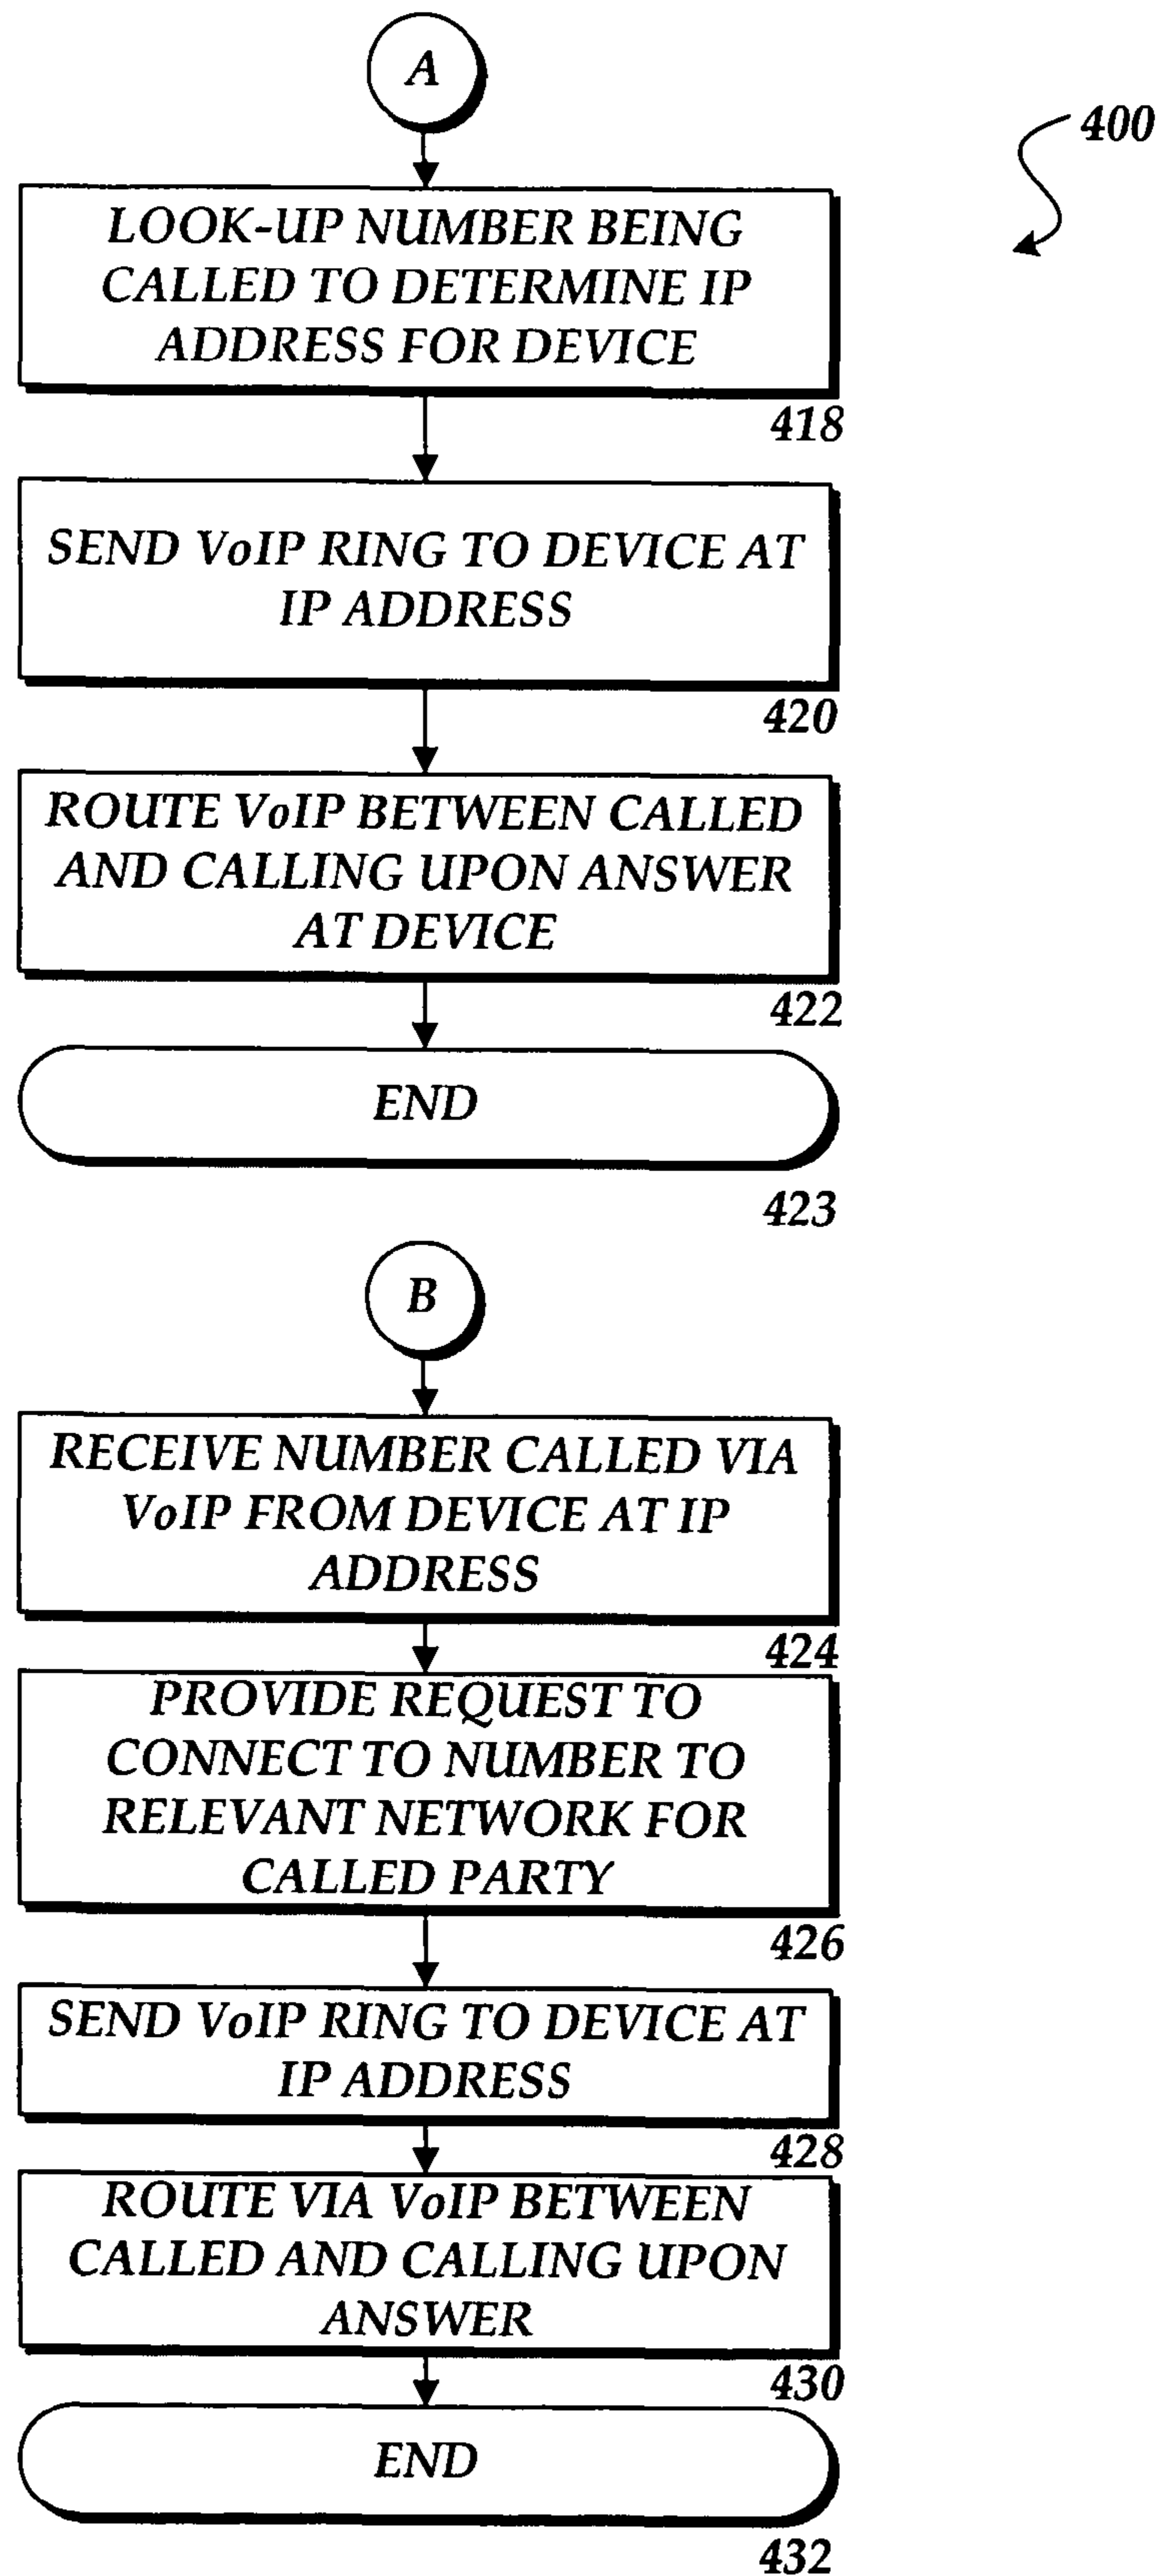 A
400
LOOK-UP NUMBER BEING
CALLED TO DETERMINE IP
ADDRESS FOR DEVICE
418
SEND VoIP RING TO DEVICE AT
IP ADDRESS
420
ROUTE VoIP BETWEEN CALLED
AND CALLING UPON ANSWER
AT DEVICE
422
END
423
B
RECEIVE NUMBER CALLED VIA
VoIP FROM DEVICE AT IP
ADDRESS
424
PROVIDE REQUEST TO
CONNECT TO NUMBER TO
RELEVANT NETWORK FOR
CALLED PARTY
426
SEND VoIP RING TO DEVICE AT
IP ADDRESS
428
ROUTE VIA VoIP BETWEEN
CALLED AND CALLING UPON
ANSWER
430
END
432